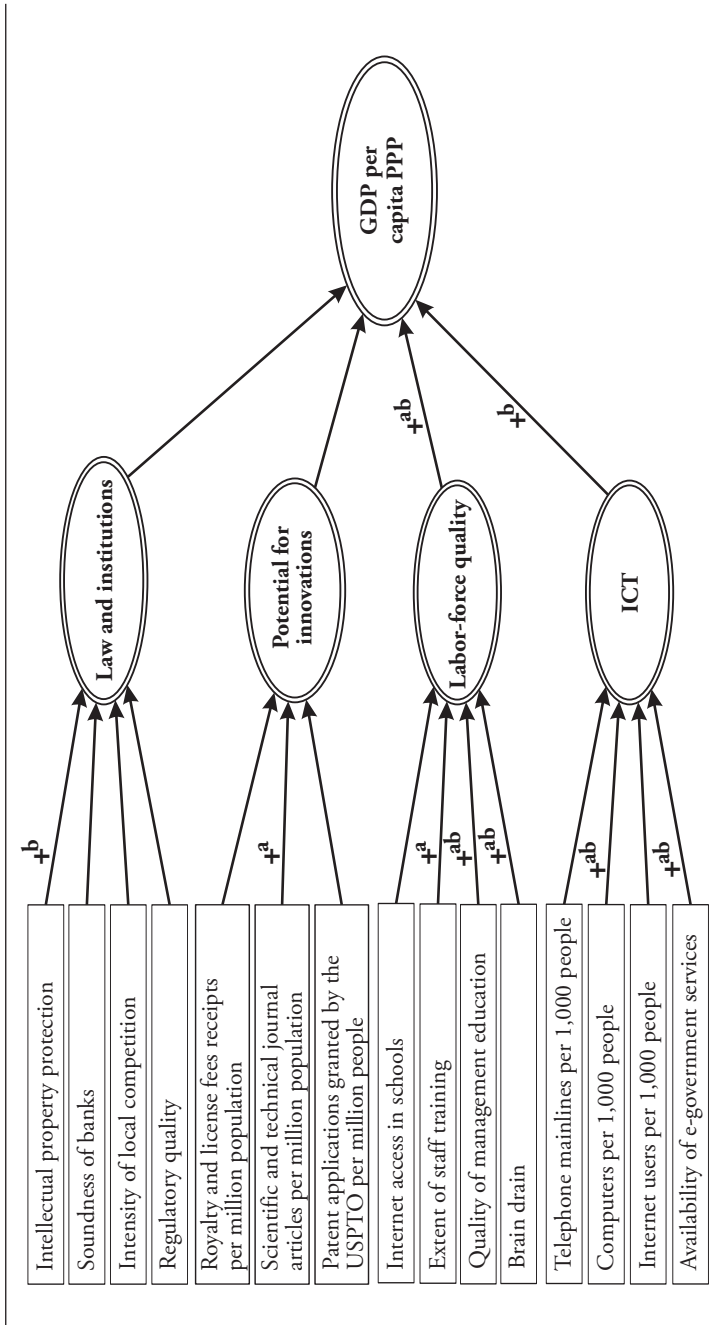 Intellectual property protection
Soundness of banks
Intensity of local competition
Regulatory quality
Royalty and license fees receipts
per million population
Scientific and technical journal
articles per million population
Patent applications granted by the
USPTO per million people
Internet access in schools
Extent of staff training
Quality of management education
Brain drain
Telephone mainlines per 1,000 people
Computers per 1,000 people
Internet users per 1,000 people
Availability of e-government services
+b
+a
+a
+ab
+ab
+ab
+ab
Law and institutions
Potential for
innovations
Labor-force quality
ICT
+ab
+b
GDP per
capita PPP